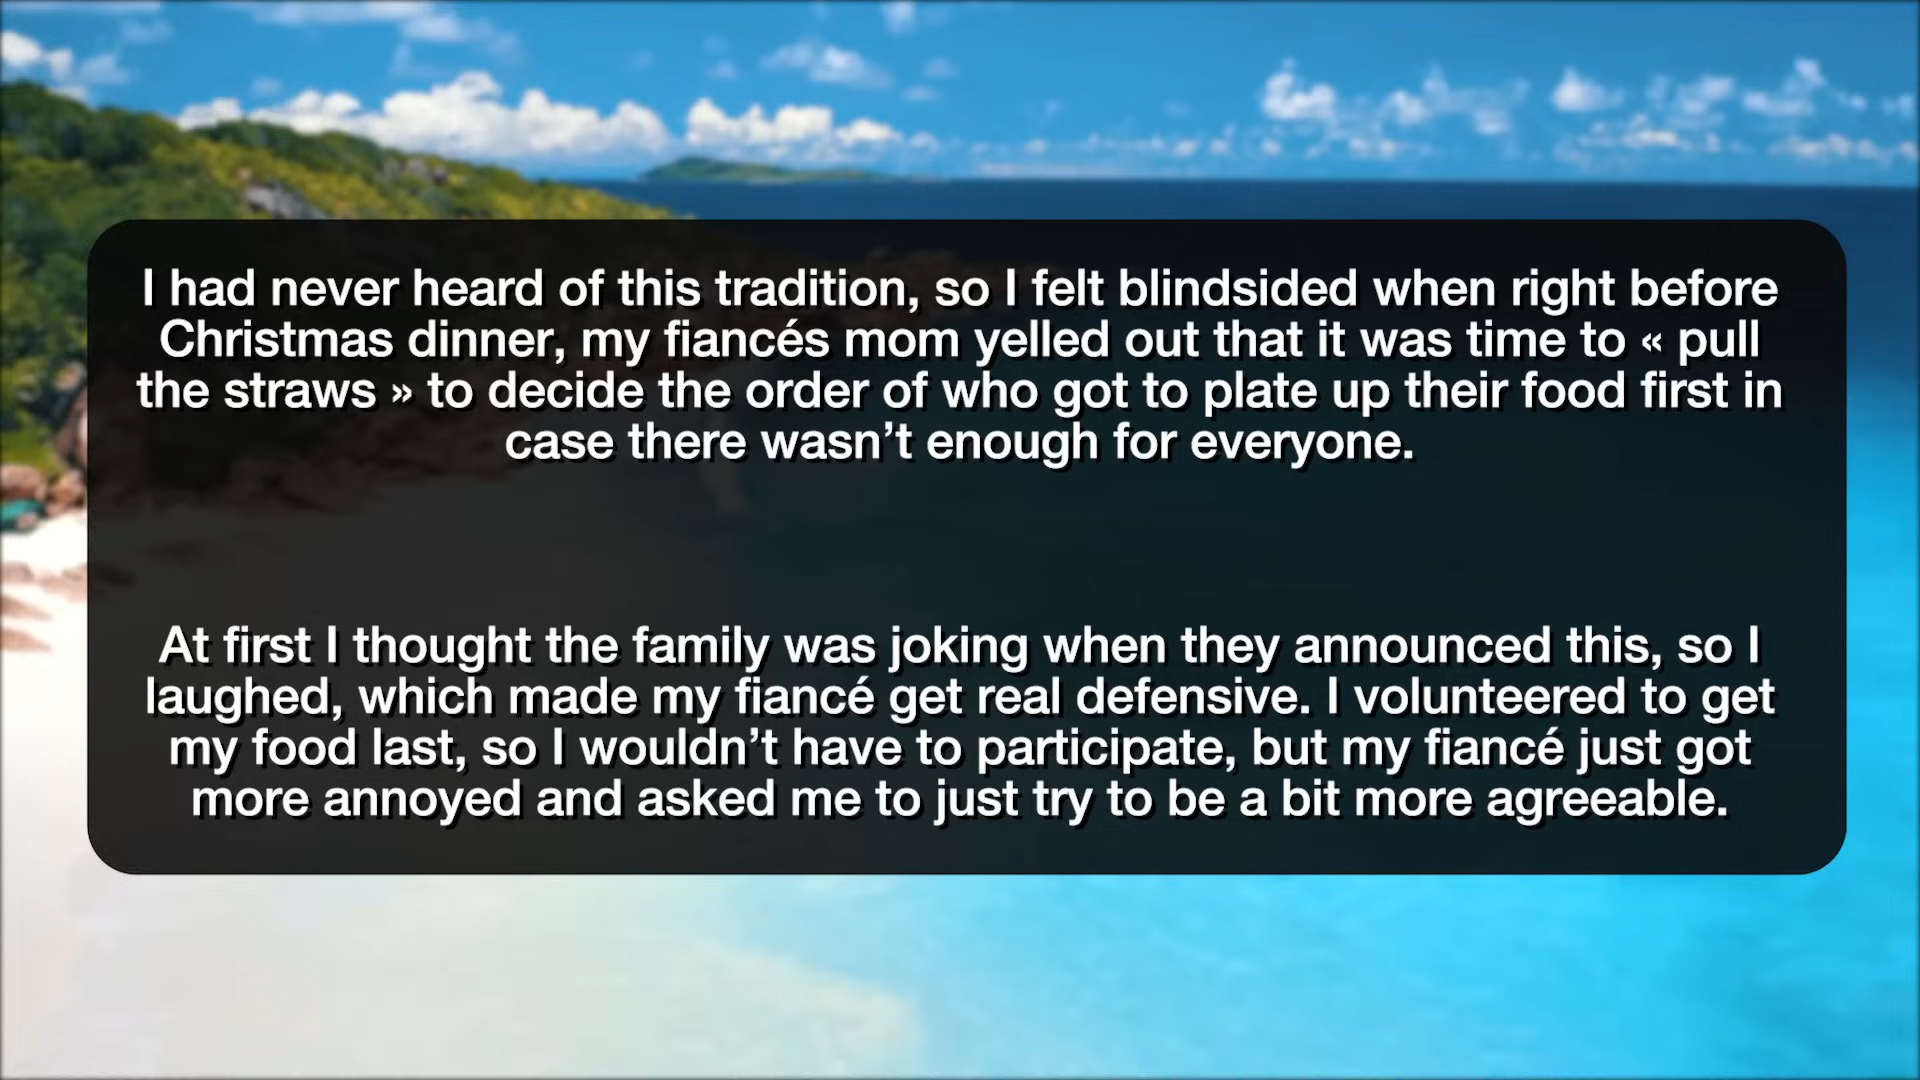 I had never heard of this tradition, so I felt blindsided when right before
Christmas dinner, my fiancés mom yelled out that it was time to « pull
the straws » to decide the order of who got to plate up their food first in
case there wasn’t enough for everyone.
At first I thought the family was joking when they announced this, so I
laughed, which made my fiancé get real defensive. I volunteered to get
my food last, so I wouldn’t have to participate, but my fiancé just got
more annoyed and asked me to just try to be a bit more agreeable.